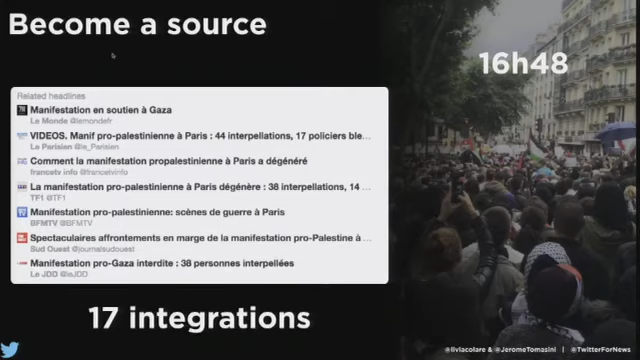 Become a source
16h48
Related headlines
Manifestation en soutien à Gaza
Le Monde @lemondefr
VIDEOS. Manif pro-palestinienne à Paris : 44 interpellations, 17 policiers ble...
Le Parisien @le_Parisien
Comment la manifestation propalestinienne à Paris a dégénéré
francetv info @francetvinfo
La manifestation pro-palestinienne à Paris dégénère : 38 interpellations, 14 ...
TF1 @TF1
Manifestation pro-palestinienne: scènes de guerre à Paris
BFMTV @BFMTV
Spectaculaires affrontements en marge de la manifestation pro-Palestine à ...
Sud Ouest @journalsudouest
Manifestation pro-Gaza interdite : 38 personnes interpellées
Le JDD @leJDD
17 integrations
@liviacolare & @JeromeTomasini | @TwitterForNews